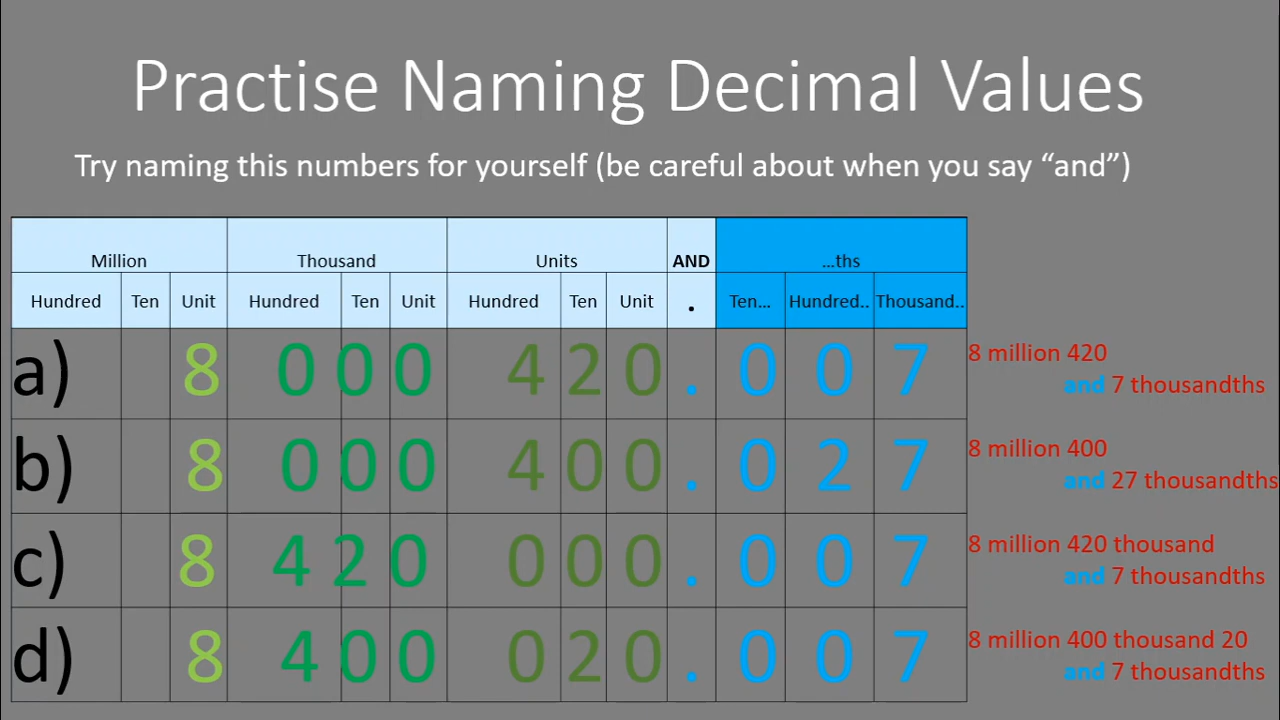 Practise Naming Decimal Values
Try naming this numbers for yourself (be careful about when you say “and”)
Million Thousand Units AND ...ths
Hundred Ten Unit Hundred Ten Unit Hundred Ten Unit . Ten... Hundred.. Thousand..
a) 8 0 0 0 4 2 0 . 0 0 7 8 million 420
and 7 thousandths
b) 8 0 0 0 4 0 0 . 0 2 7 8 million 400
and 27 thousandths
c) 8 4 2 0 0 0 0 . 0 0 7 8 million 420 thousand
and 7 thousandths
d) 8 4 0 0 0 2 0 . 0 0 7 8 million 400 thousand 20
and 7 thousandths